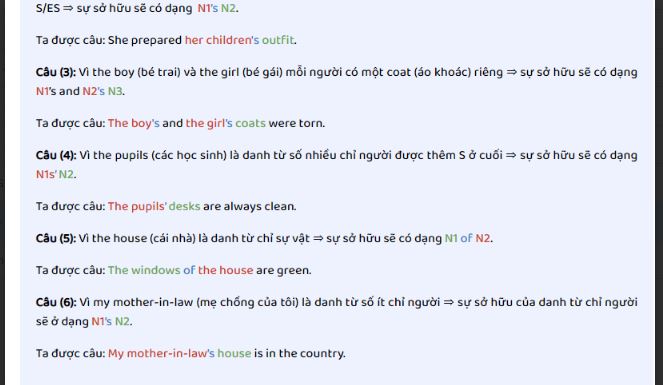 S/ES ⇒ sự sở hữu sẽ có dạng N1's N2.
Ta được câu: She prepared her children's outfit.
Câu (3): Vì the boy (bé trai) và the girl (bé gái) mỗi người có một coat (áo khoác) riêng ⇒ sự sở hữu sẽ có dạng
N1's and N2's N3.
Ta được câu: The boy's and the girl's coats were torn.
Câu (4): Vì the pupils (các học sinh) là danh từ số nhiều chỉ người được thêm S ở cuối ⇒ sự sở hữu sẽ có dạng
N1s' N2.
Ta được câu: The pupils' desks are always clean.
Câu (5): Vì the house (cái nhà) là danh từ chỉ sự vật ⇒ sự sở hữu sẽ có dạng N1 of N2.
Ta được câu: The windows of the house are green.
Câu (6): Vì my mother-in-law (mẹ chồng của tôi) là danh từ số ít chỉ người ⇒ sự sở hữu của danh từ chỉ người
sẽ ở dạng N1's N2.
Ta được câu: My mother-in-law's house is in the country.